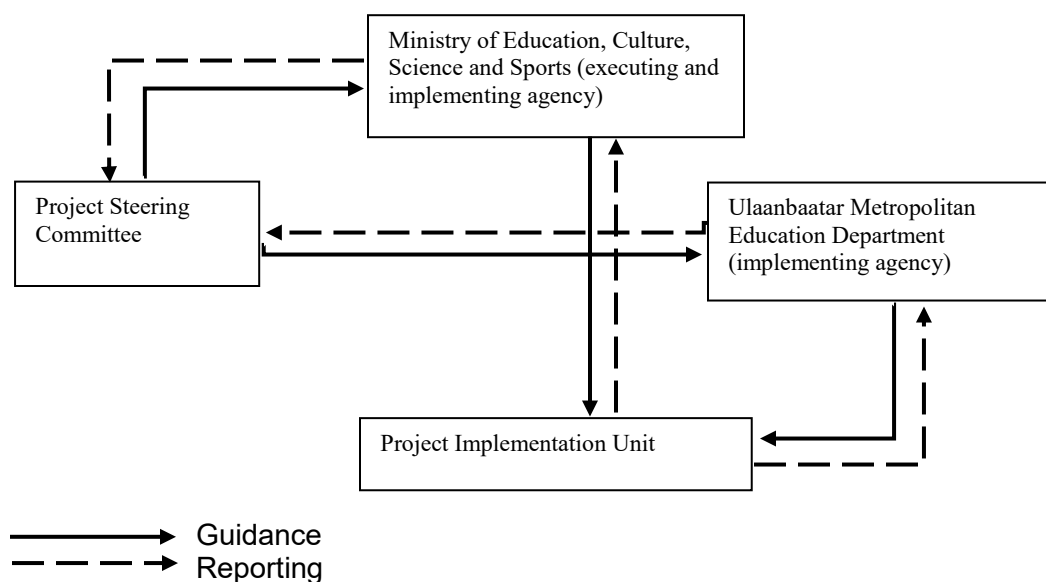 Ministry of Education, Culture,
Science and Sports (executing and
implementing agency)
Project Steering
Committee
Ulaanbaatar Metropolitan
Education Department
(implementing agency)
Project Implementation Unit
Guidance
Reporting